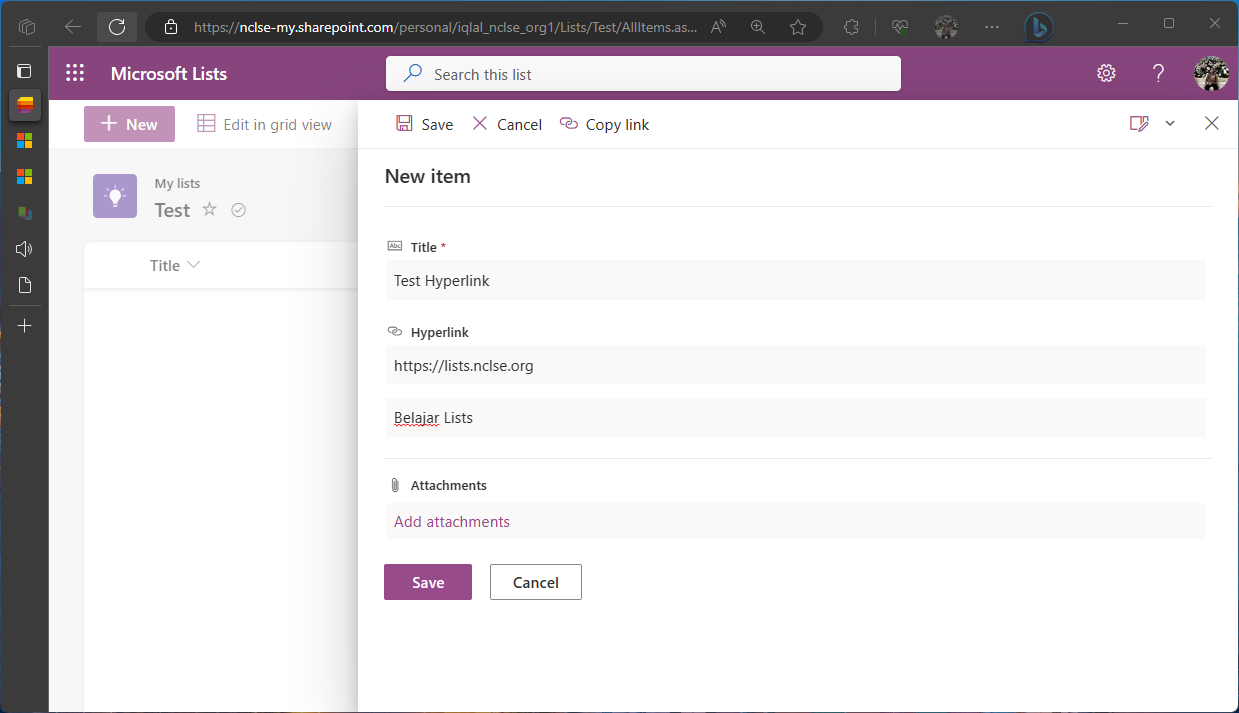 https://nclse-my.sharepoint.com/personal/iqlal_nclse_org1/Lists/Test/AllItems.as...
Microsoft Lists
Search this list
New
Edit in grid view
Save
Cancel
Copy link
My lists
Test
Title
New item
Abc Title *
Test Hyperlink
Hyperlink
https://lists.nclse.org
Belajar Lists
Attachments
Add attachments
Save
Cancel